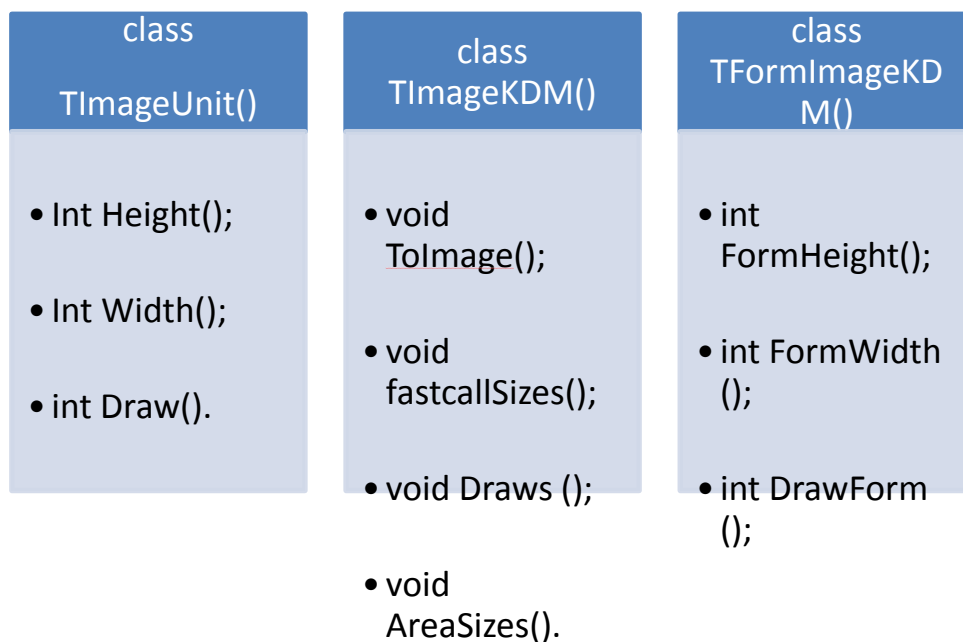 class
TImageUnit()
• Int Height();
• Int Width();
• int Draw().
class
TImageKDM()
• void
ToImage();
• void
fastcallSizes();
• void Draws ();
• void
AreaSizes().
class
TFormImageKD
M()
• int
FormHeight();
• int FormWidth
();
• int DrawForm
();